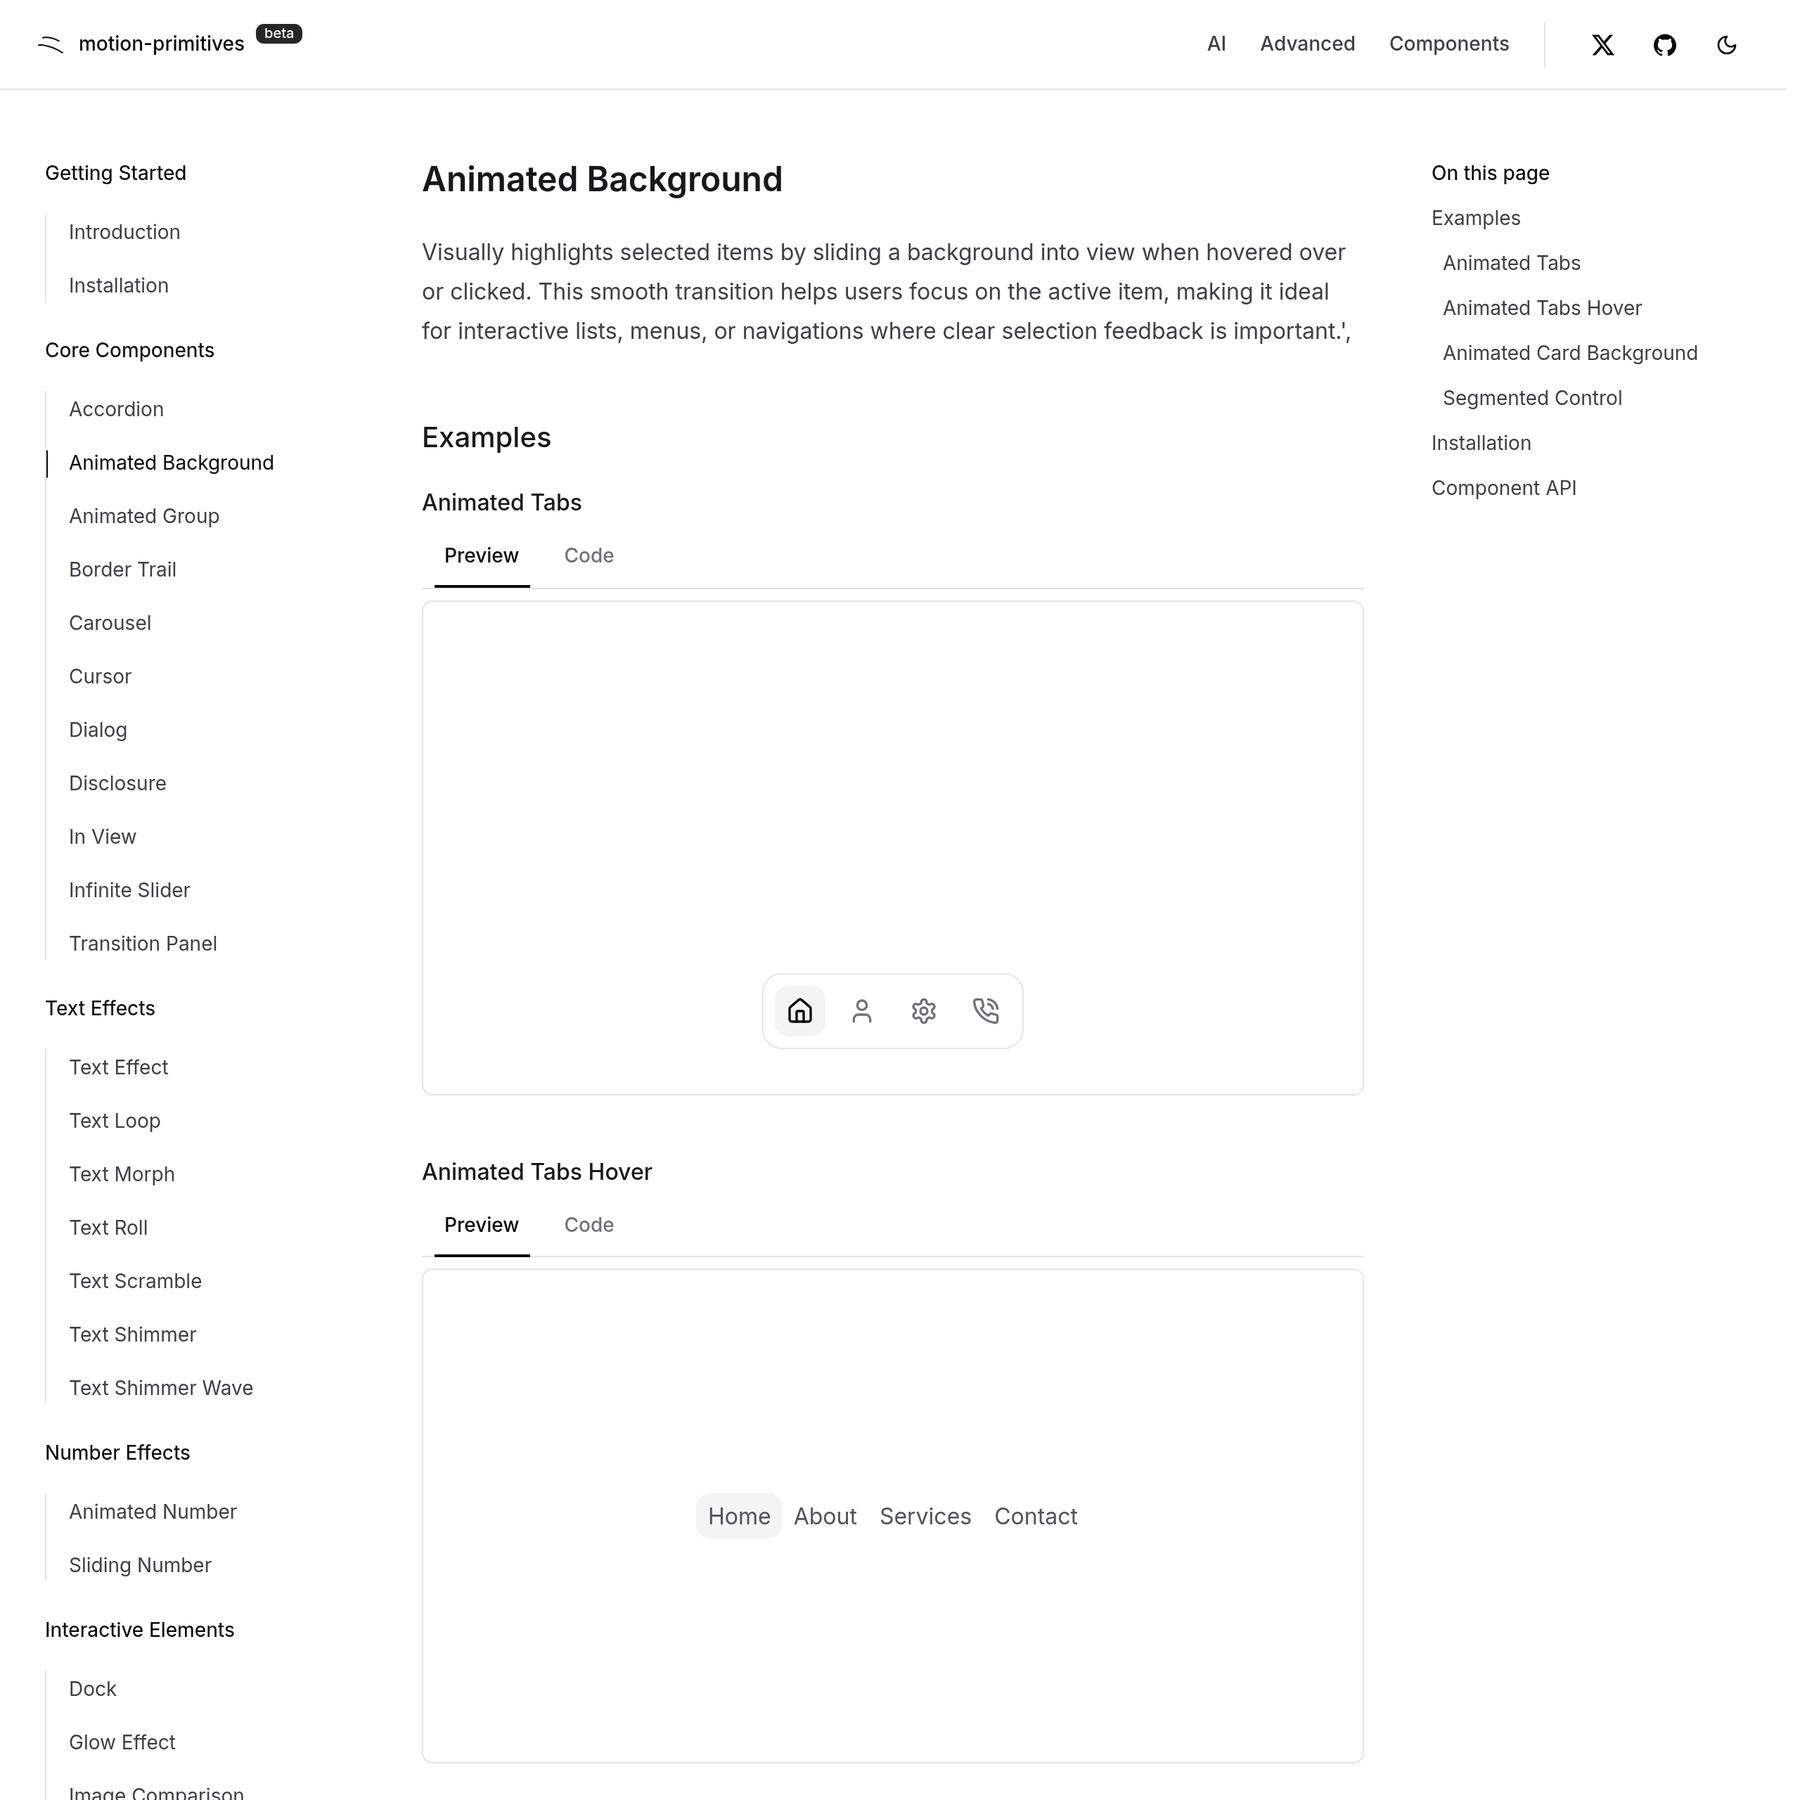 motion-primitives
beta
AI
Advanced
Components
Getting Started
Introduction
Installation
Core Components
Accordion
Animated Background
Animated Group
Border Trail
Carousel
Cursor
Dialog
Disclosure
In View
Infinite Slider
Transition Panel
Text Effects
Text Effect
Text Loop
Text Morph
Text Roll
Text Scramble
Text Shimmer
Text Shimmer Wave
Number Effects
Animated Number
Sliding Number
Interactive Elements
Dock
Glow Effect
Image Comparison
Animated Background
Visually highlights selected items by sliding a background into view when hovered over
or clicked. This smooth transition helps users focus on the active item, making it ideal
for interactive lists, menus, or navigations where clear selection feedback is important.',
Examples
Animated Tabs
Preview
Code
Animated Tabs Hover
Preview
Code
Home
About
Services
Contact
On this page
Examples
Animated Tabs
Animated Tabs Hover
Animated Card Background
Segmented Control
Installation
Component API